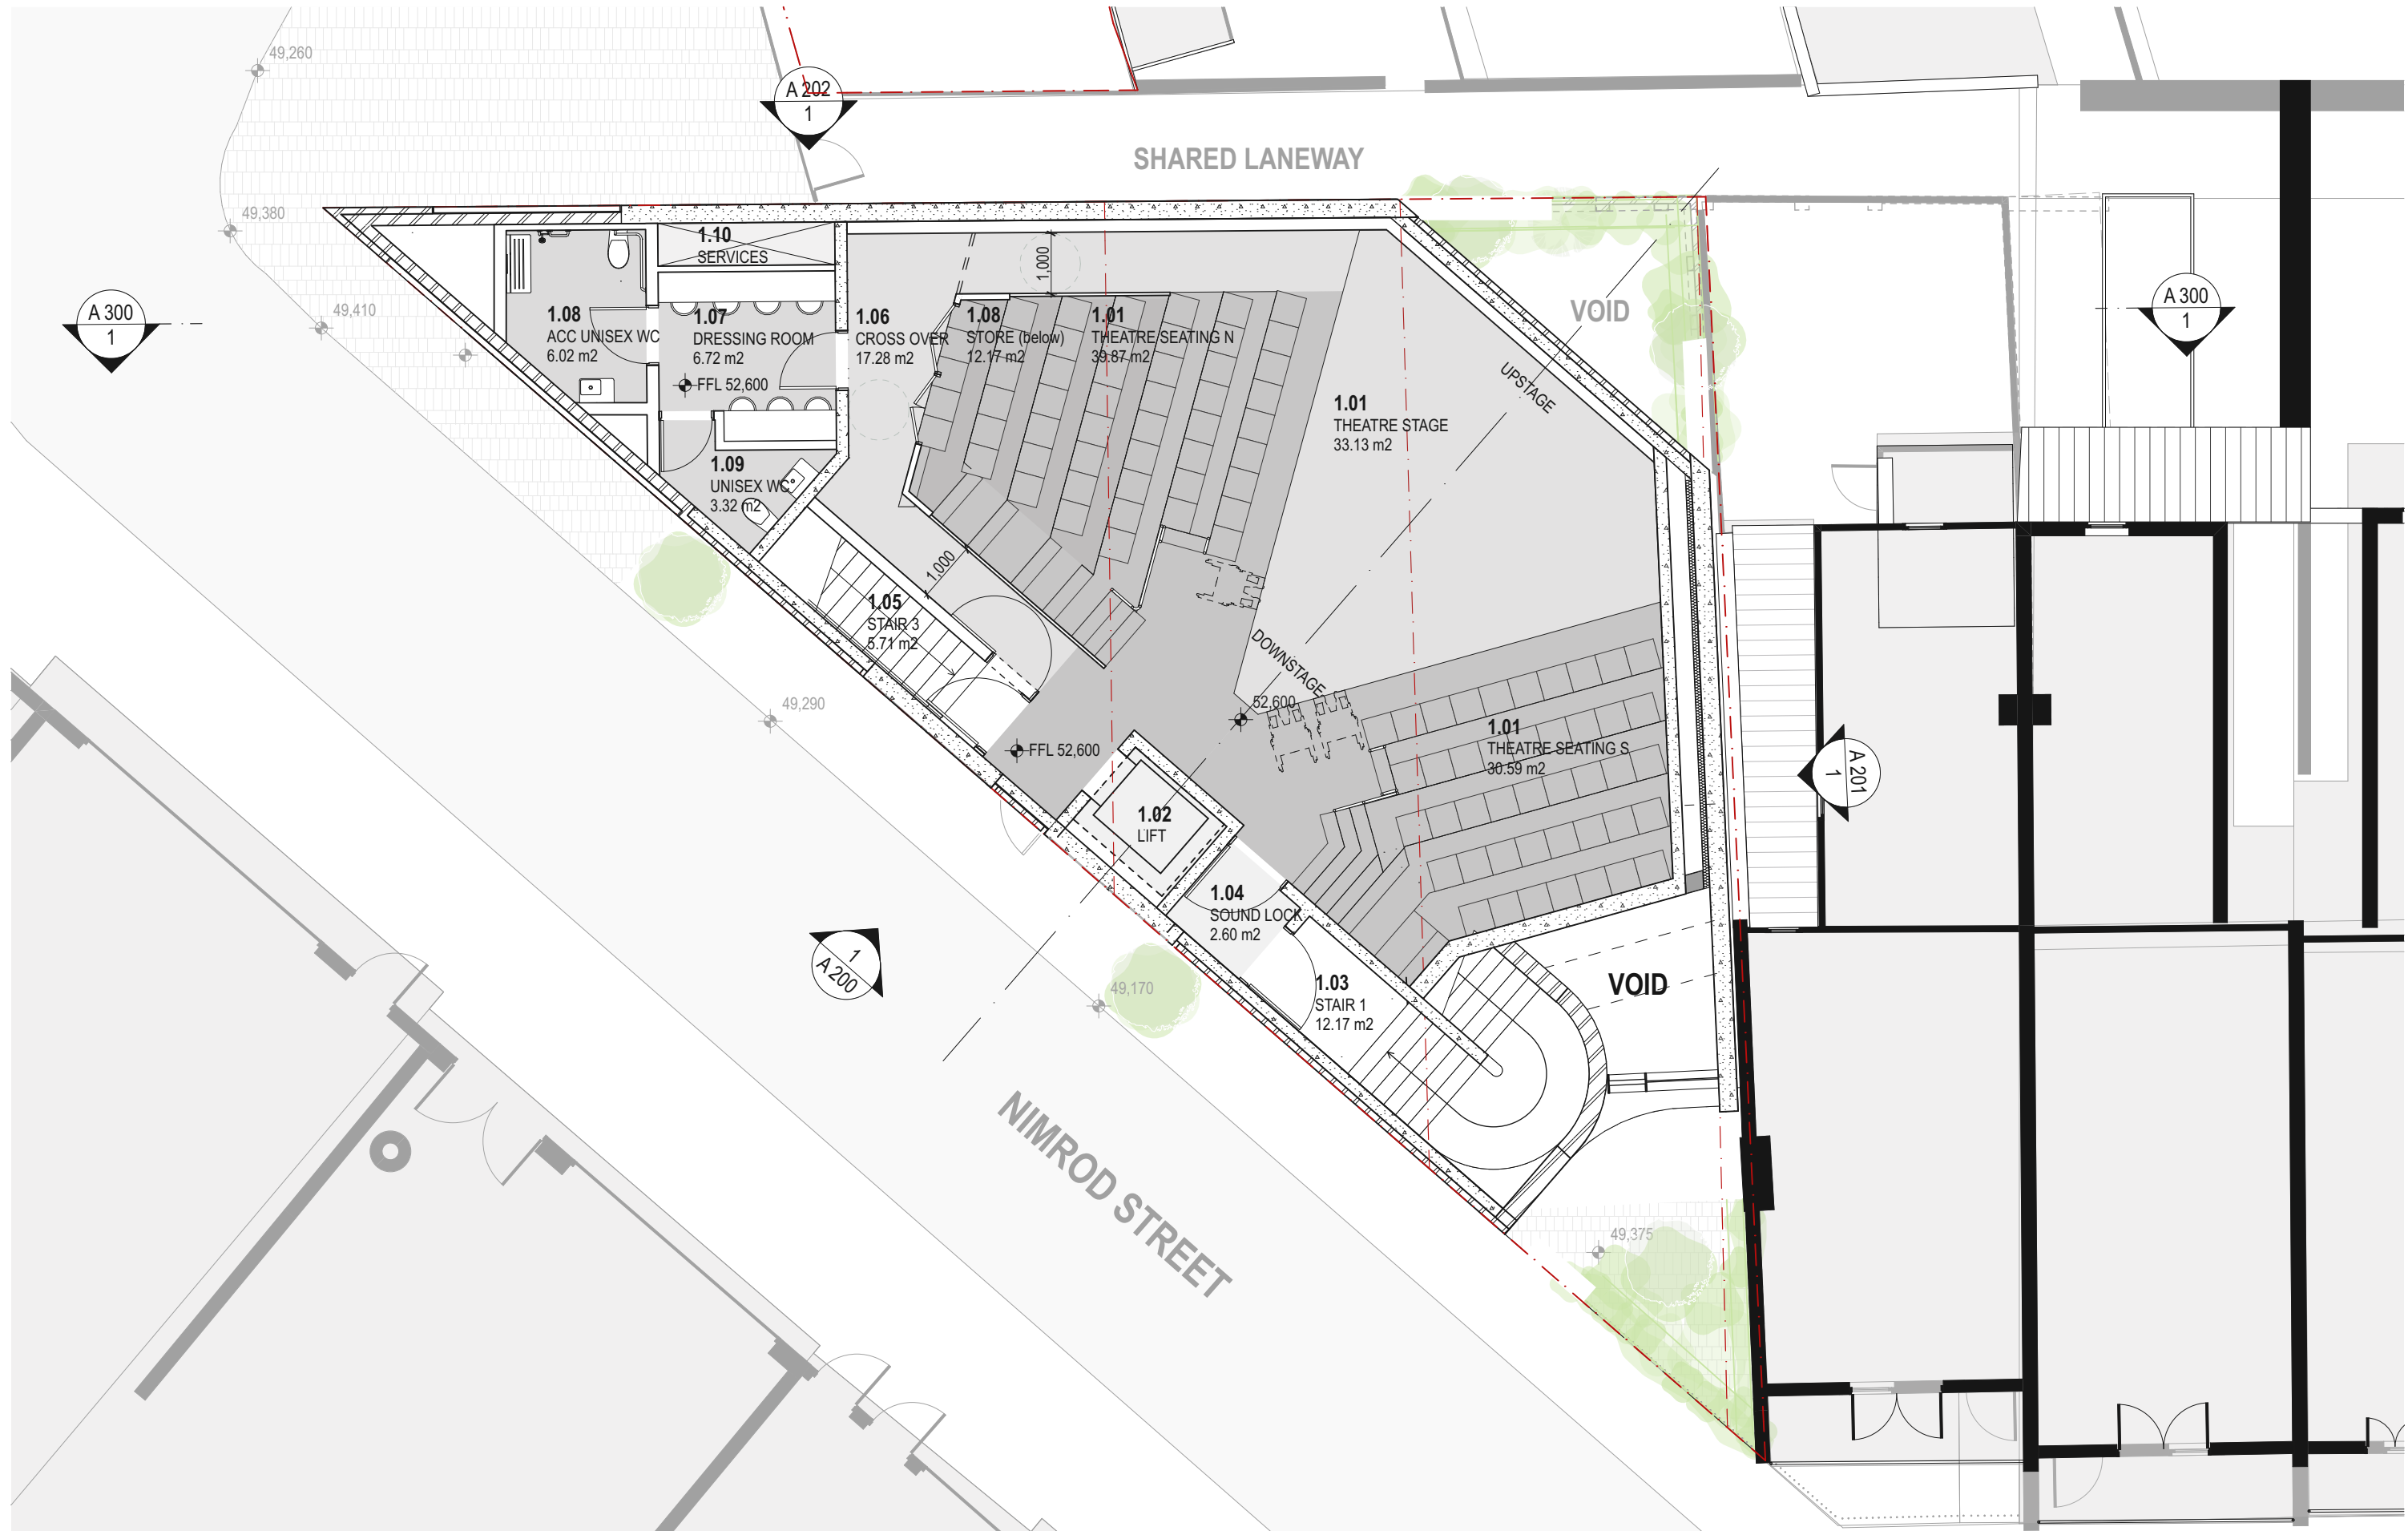 49,260
A 202
1
SHARED LANEWAY
49,380
1.10
SERVICES
1,000
A 300
1
49,410
1.08
ACC UNISEX WC
6.02 m2
1.07
DRESSING ROOM
6.72 m2
FFL 52,600
1.06
CROSS OVER
17.28 m2
1.08
STORE (below)
12.17 m2
1.01
THEATRE SEATING N
39.87 m2
VOID
A 300
1
UPSTAGE
1.01
THEATRE STAGE
33.13 m2
1.09
UNISEX WC
3.32 m2
1,000
1.05
STAIR 3
5.71 m2
DOWNSTAGE
52,600
49,290
FFL 52,600
1.01
THEATRE SEATING S
30.59 m2
A 201
1
1.02
LIFT
1.04
SOUND LOCK
2.60 m2
1
A 200
49,170
1.03
STAIR 1
12.17 m2
VOID
NIMROD STREET
49,375